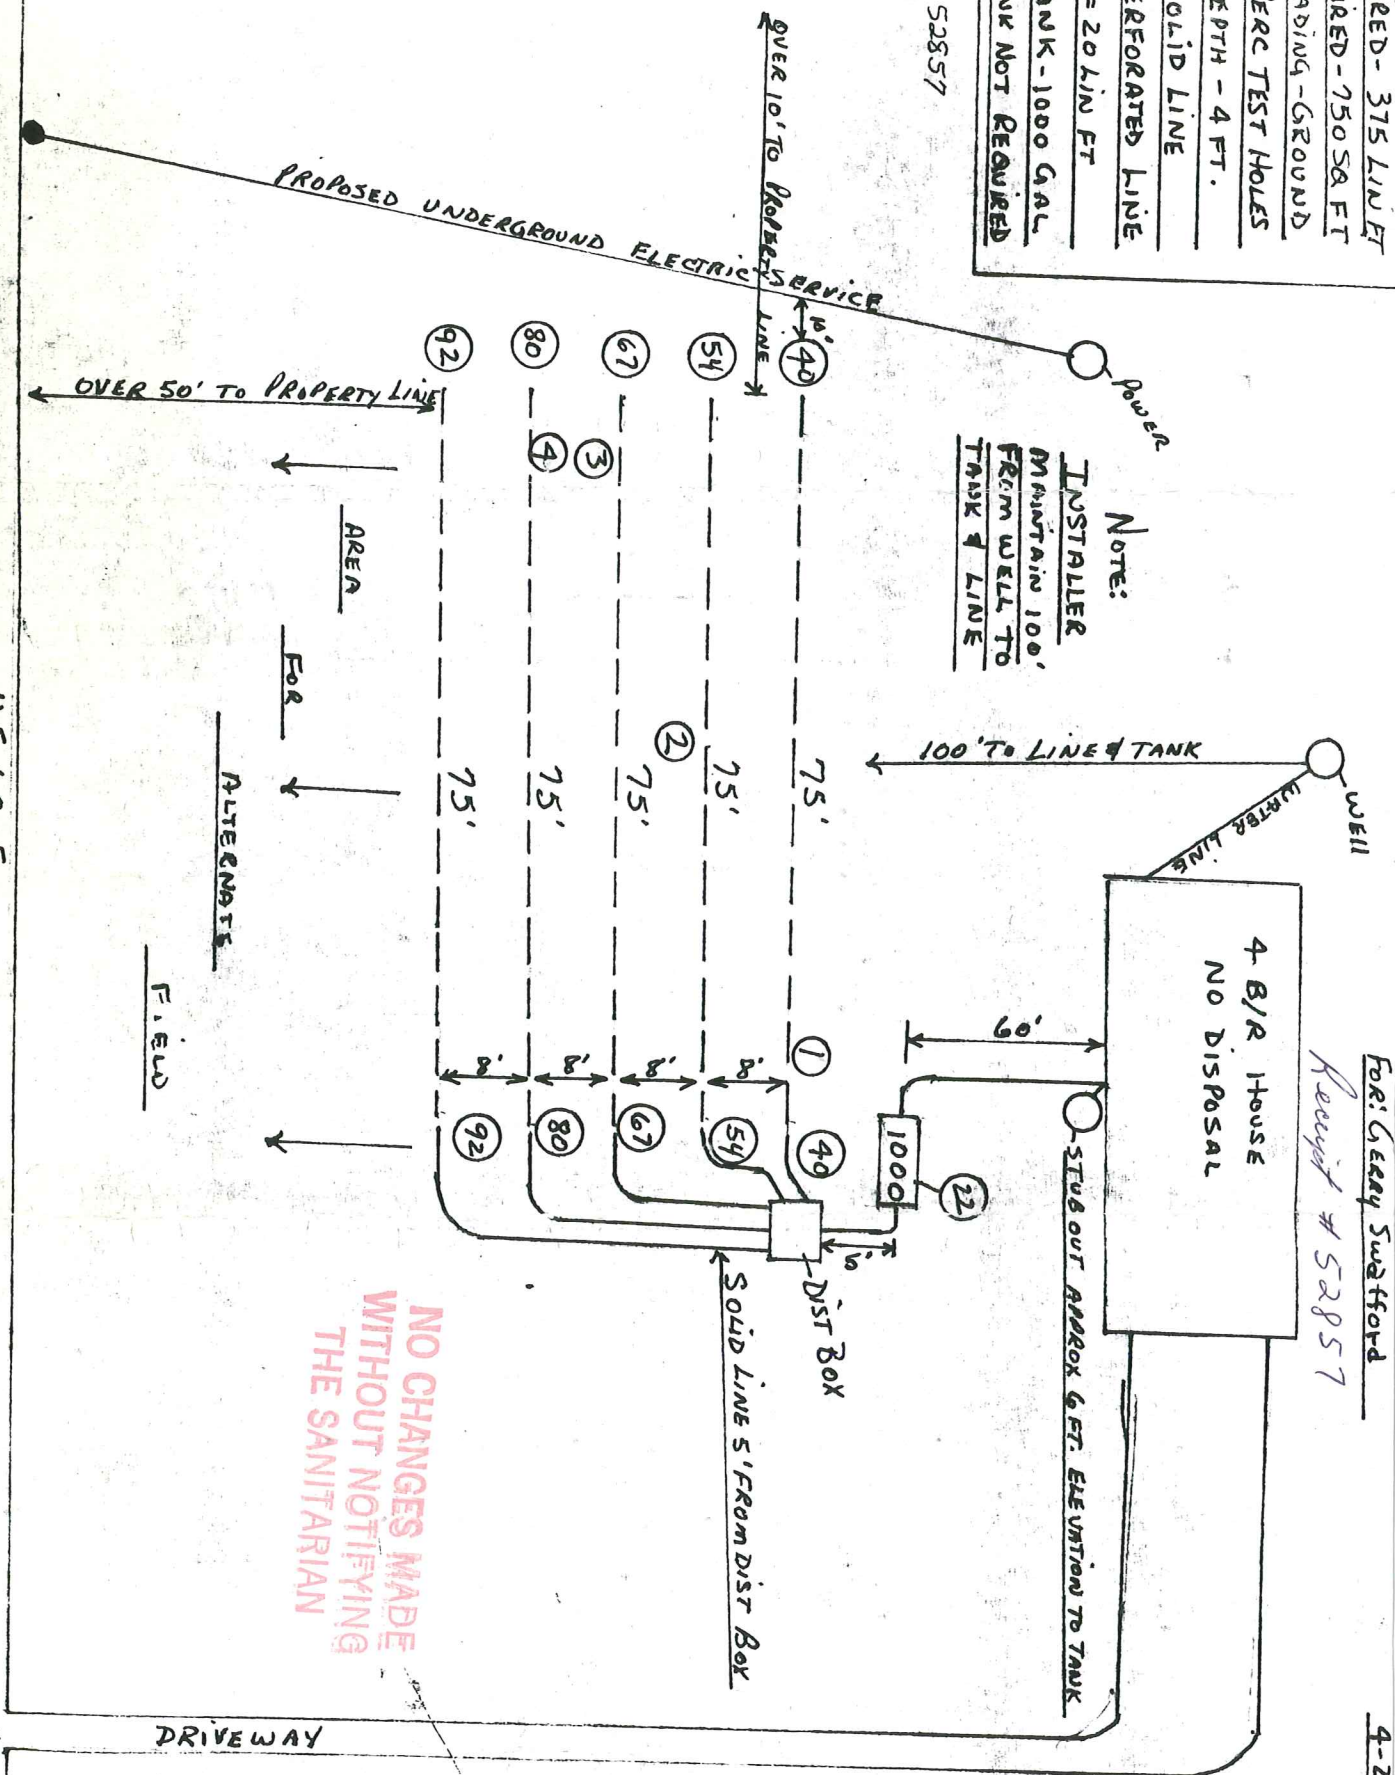 FOR: GERRY Swafford
Receipt # 52857
RED- 375 LIN FT
IRED-750 SQ FT
ADING-GROUND
ERC TEST HOLES
EPTH - 4 FT.
OLID LINE
ERFORATED LINE
= 20 LIN FT
ANK-1000 GAL
NK NOT REQUIRED
52857
WELL
WATER LINE
4 B/R HOUSE
NO DISPOSAL
POWER
NOTE:
INSTALLER
MAINTAIN 100'
FROM WELL TO
TANK & LINE
100' TO LINE & TANK
60'
STUB OUT APPROX 6 FT. ELEVATION TO TANK
1000
22
6'
DIST BOX
SOLID LINE 5' FROM DIST BOX
OVER 10' TO PROPERTY LINE
PROPOSED UNDERGROUND ELECTRIC SERVICE
10'
40
75'
1
40
54
75'
2
8'
54
67
3
75'
8'
67
80
4
75'
8'
80
92
75'
8'
92
OVER 50' TO PROPERTY LINE
AREA
FOR
ALTERNATE
FIELD
NO CHANGES MADE
WITHOUT NOTIFYING
THE SANITARIAN
DRIVEWAY